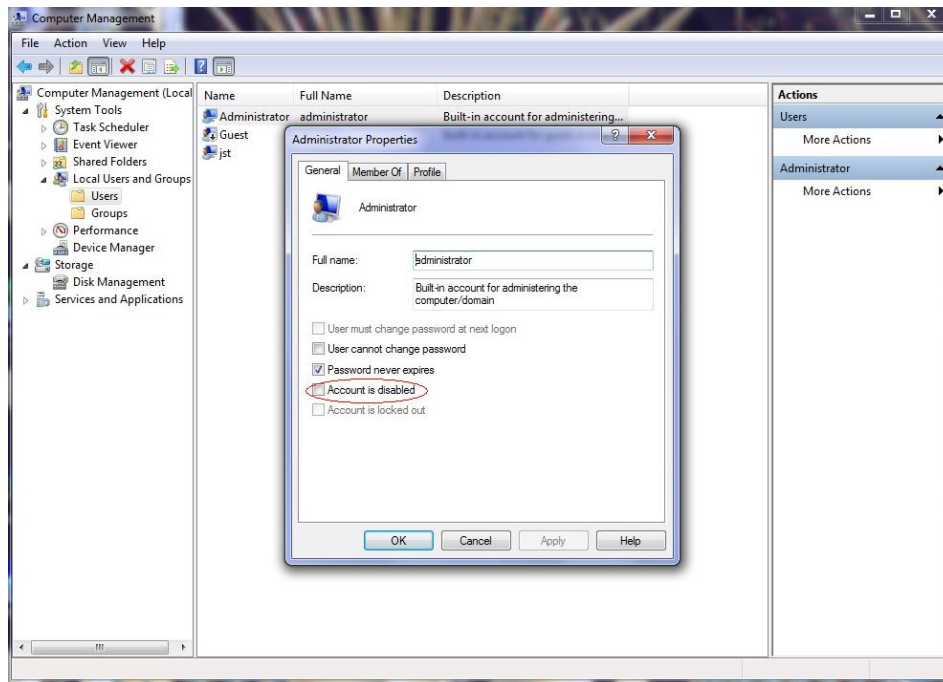 Computer Management
File Action View Help
Computer Management (Local
System Tools
Task Scheduler
Event Viewer
Shared Folders
Local Users and Groups
Users
Groups
Performance
Device Manager
Storage
Disk Management
Services and Applications
Name Full Name Description
Administrator administrator Built-in account for administering...
Guest
jst
Administrator Properties
General Member Of Profile
Administrator
Full name: administrator
Description: Built-in account for administering the
computer/domain
User must change password at next logon
User cannot change password
Password never expires
Account is disabled
Account is locked out
OK Cancel Apply Help
Actions
Users
More Actions
Administrator
More Actions